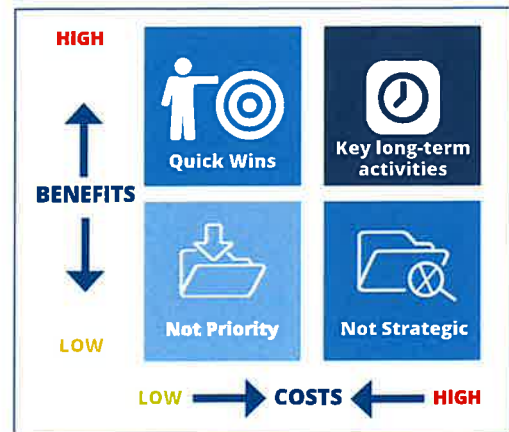 HIGH
Quick Wins
Key long-term
activities
BENEFITS
Not Priority
Not Strategic
LOW
LOW
COSTS
HIGH